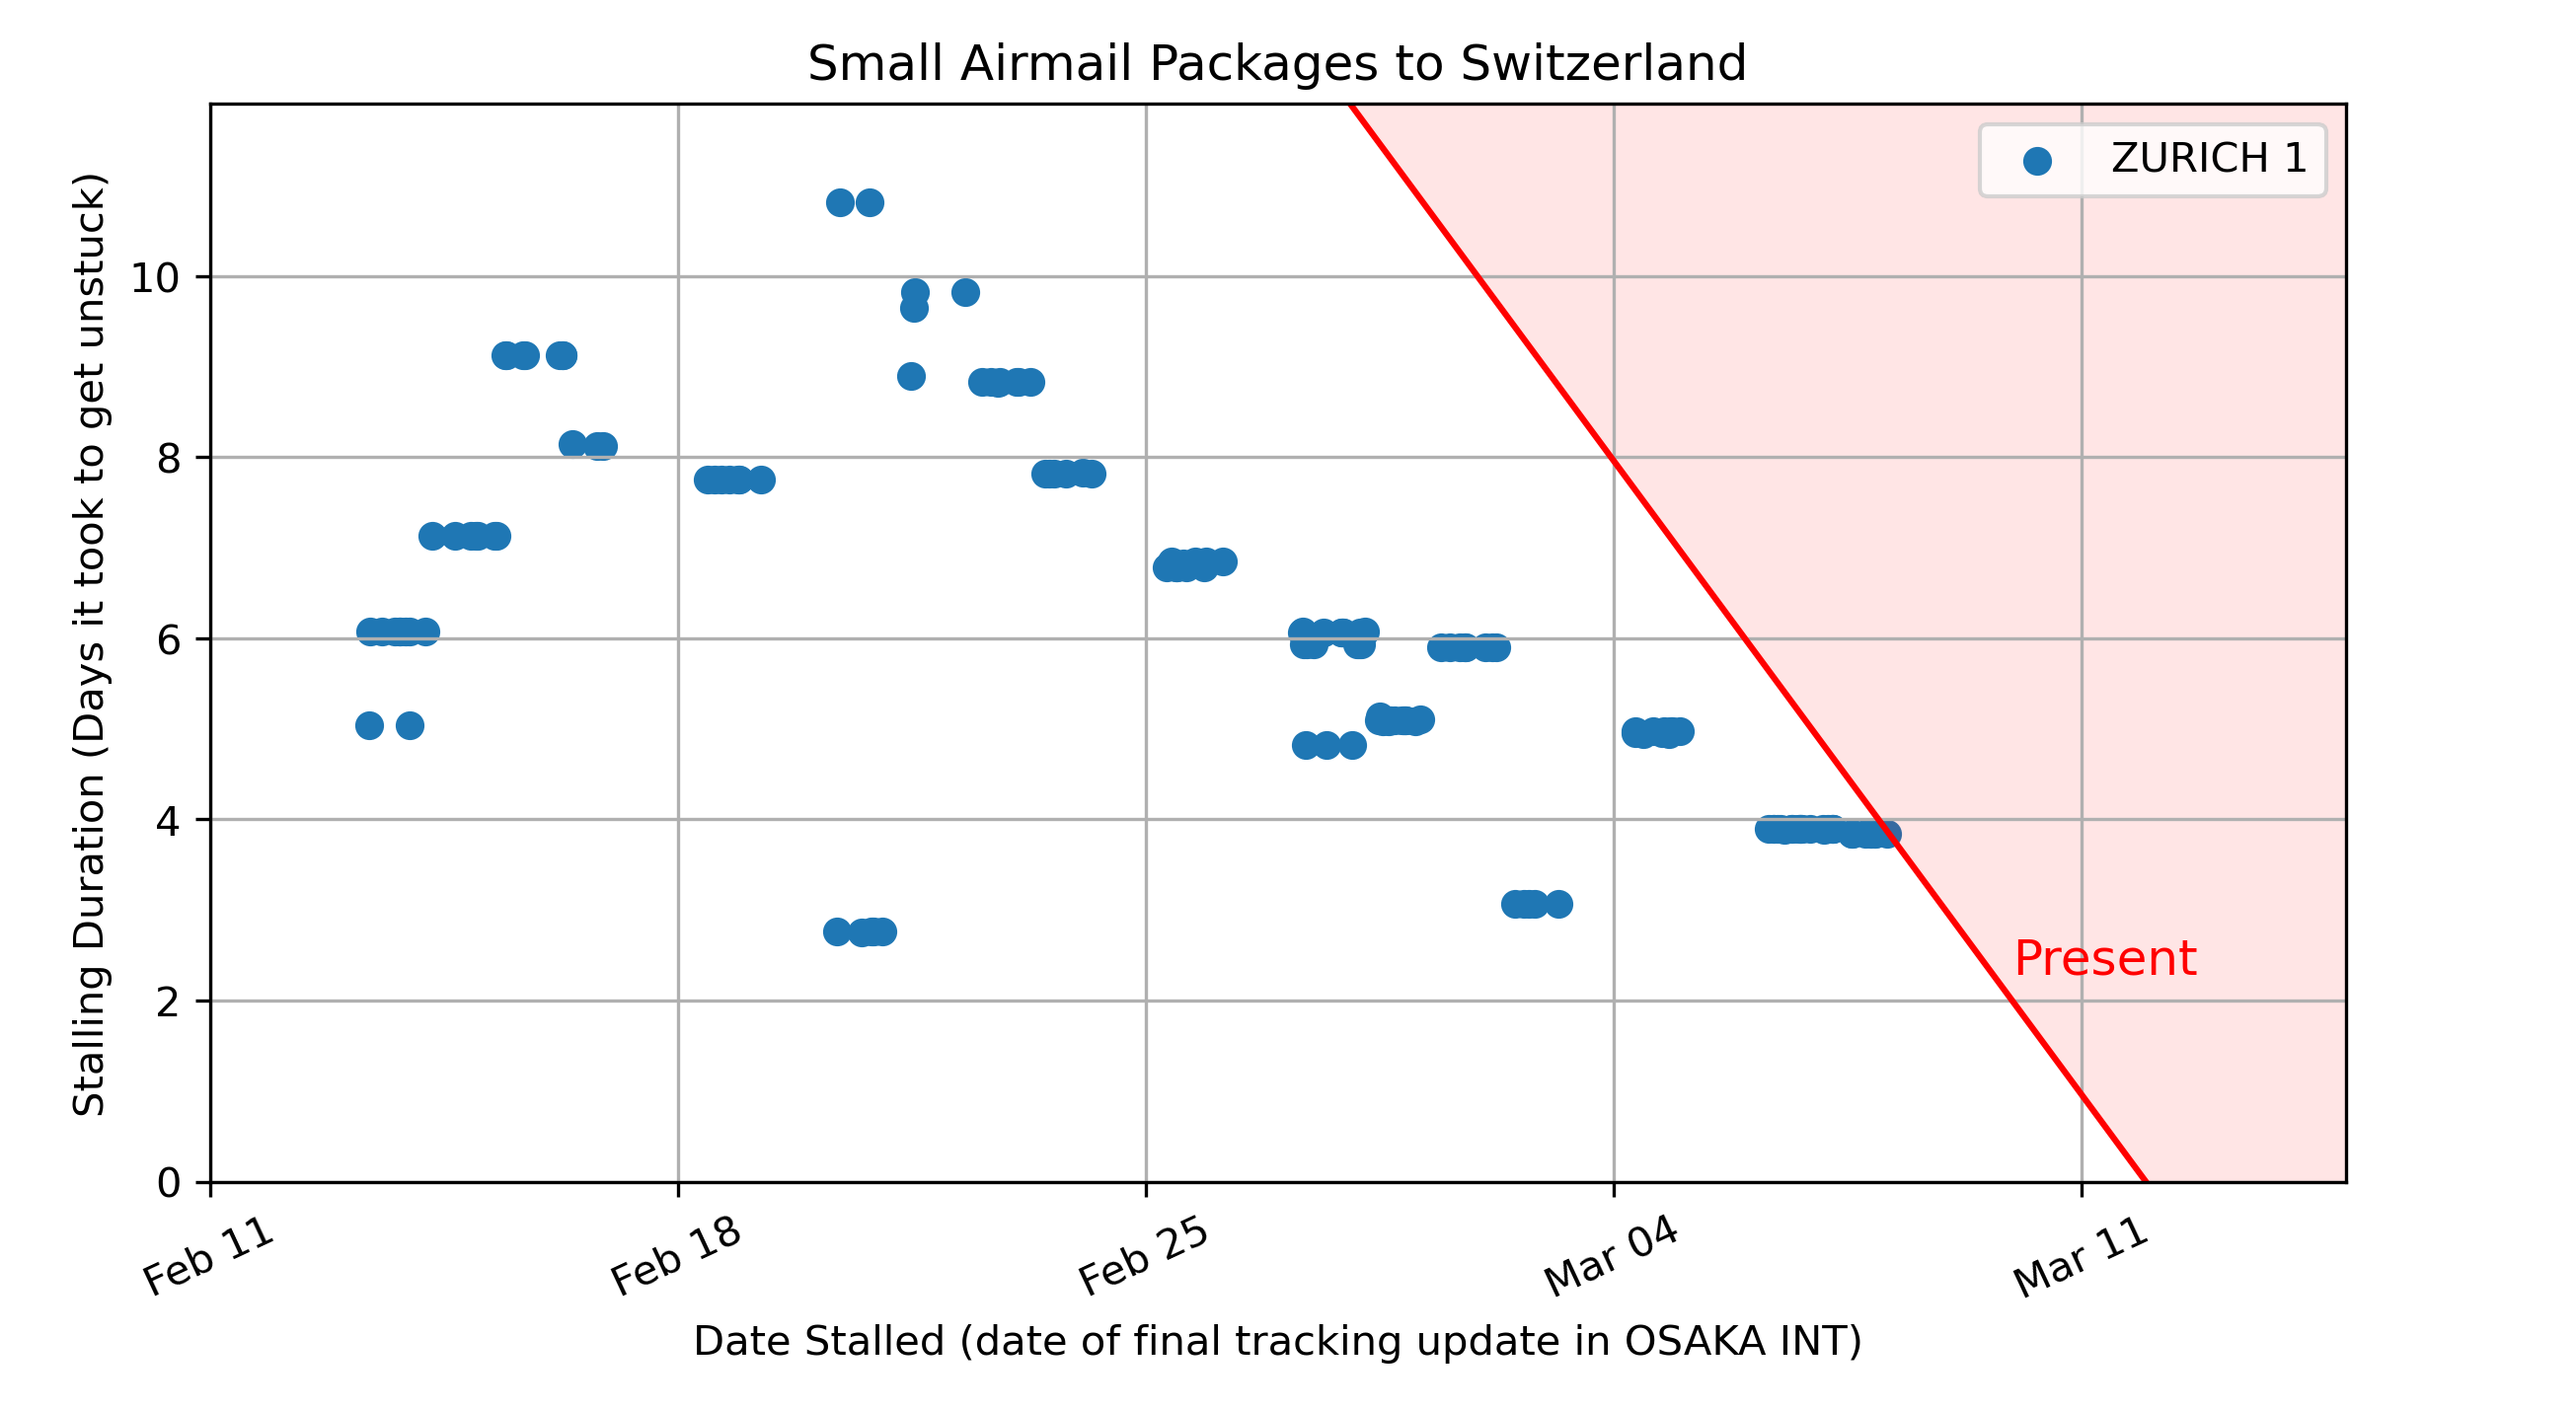 Small Airmail Packages to Switzerland
ZURICH 1
Stalling Duration (Days it took to get unstuck)
10
8
6
4
2
0
Present
Feb 11
Feb 18
Feb 25
Mar 04
Mar 11
Date Stalled (date of final tracking update in OSAKA INT)